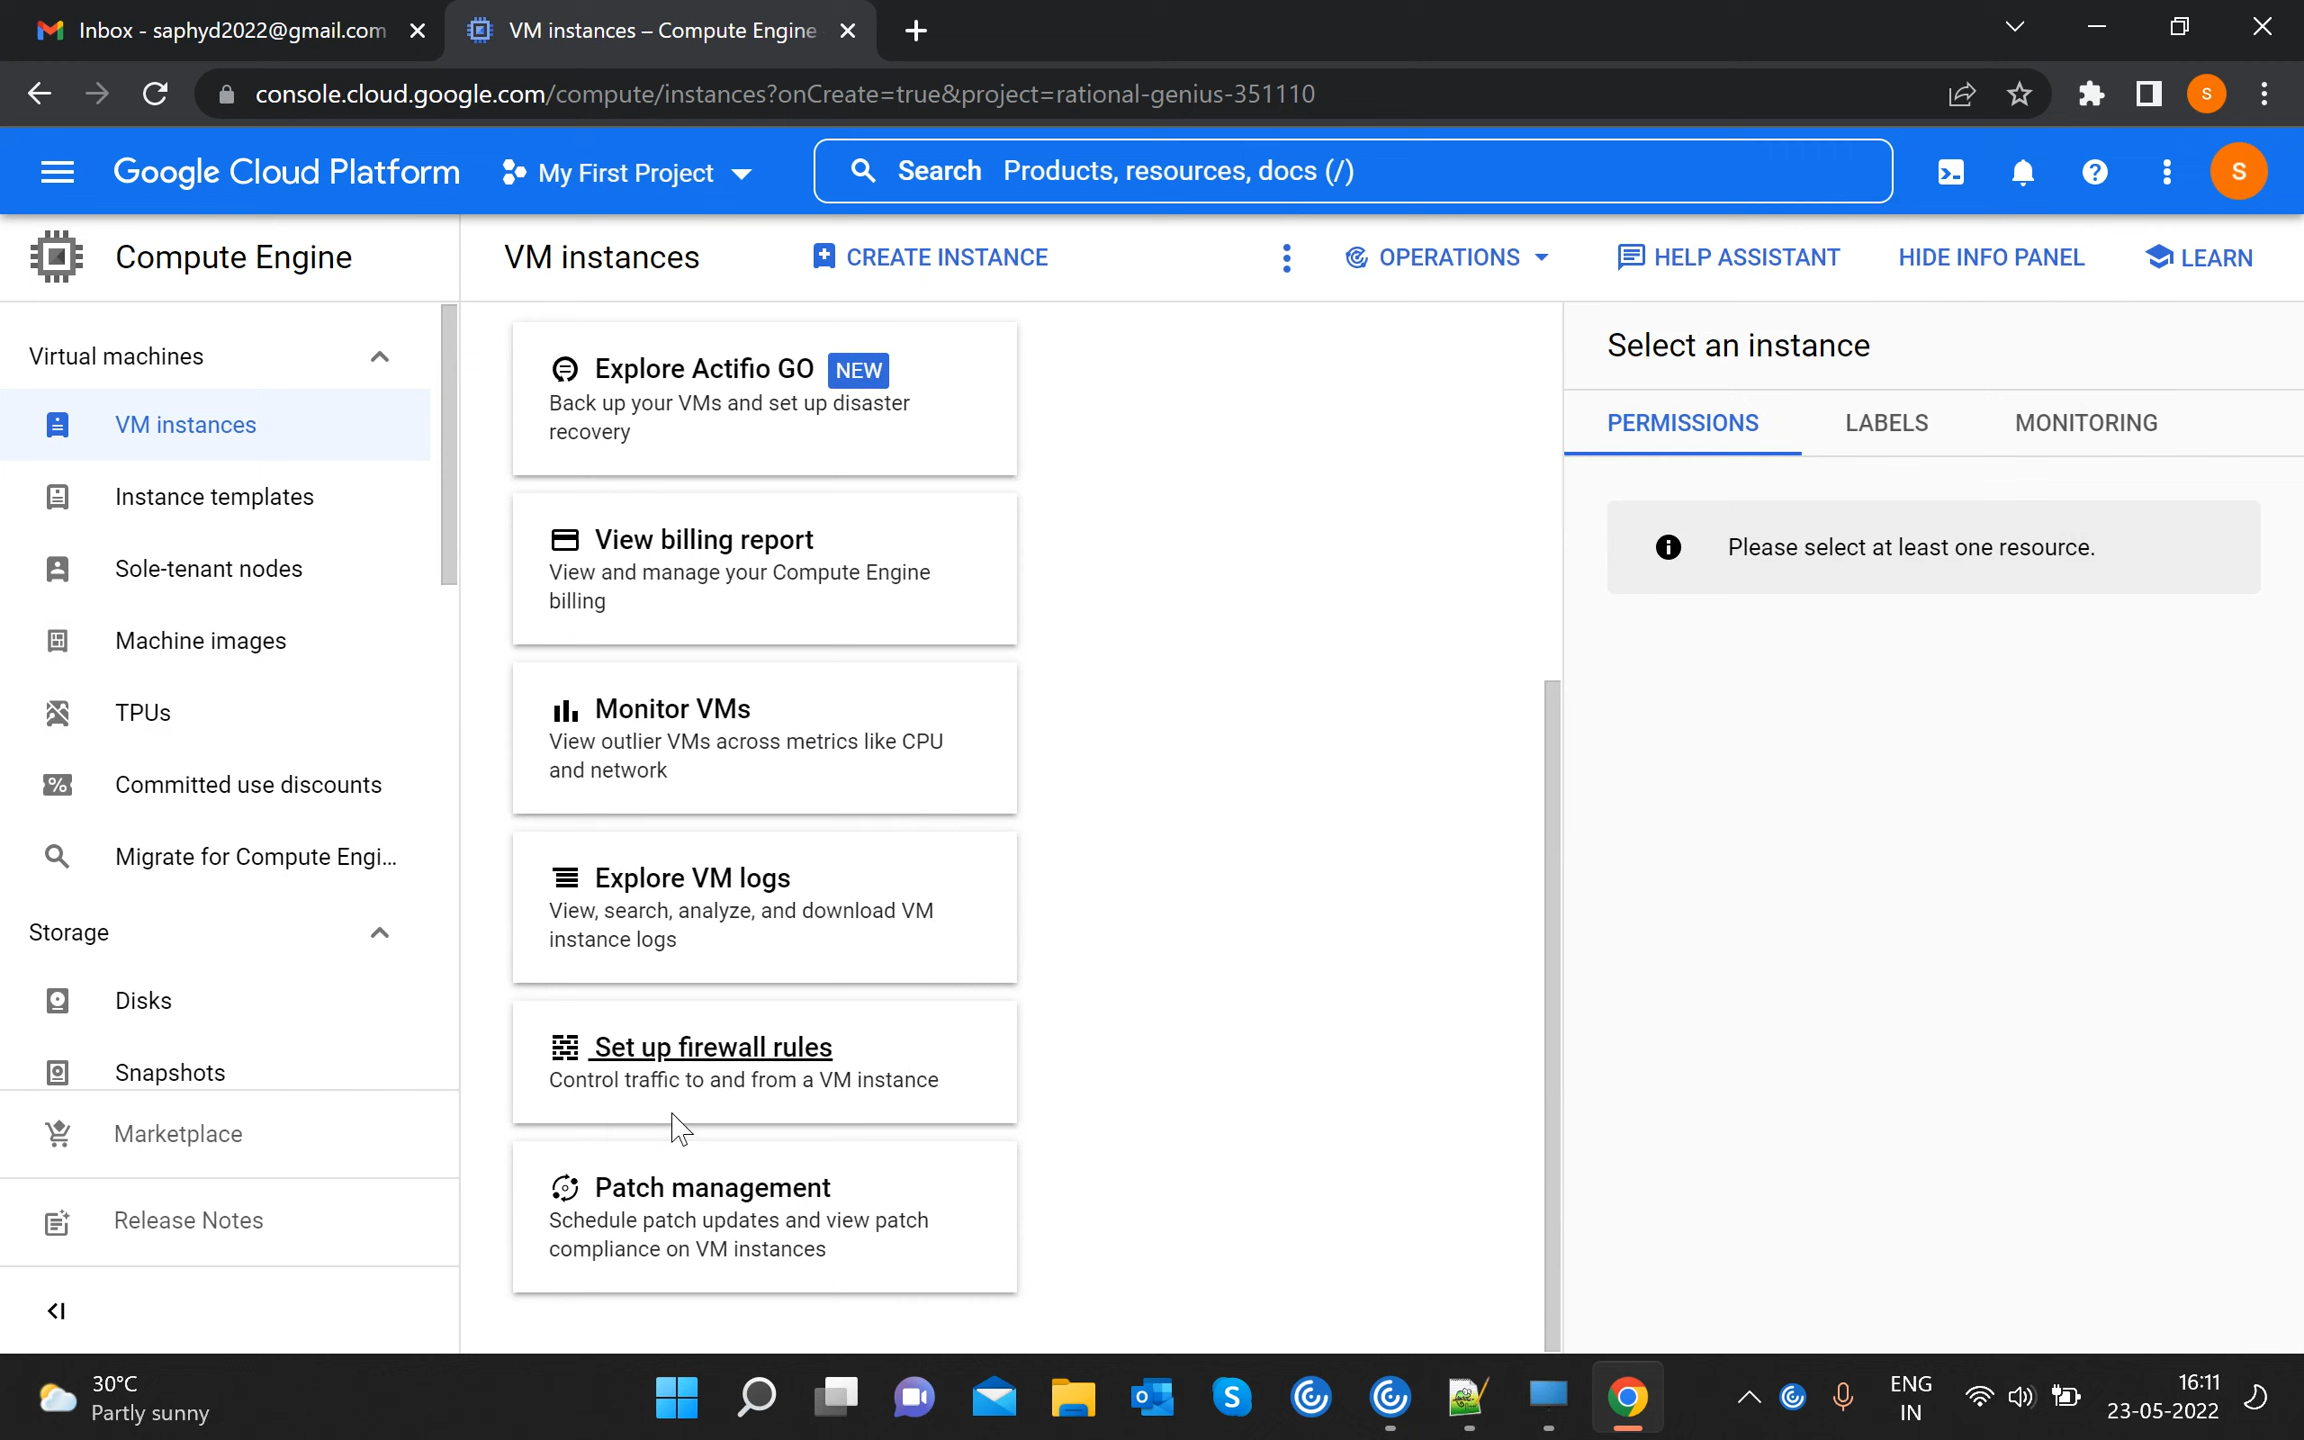 Inbox - saphyd2022@gmail.com
VM instances – Compute Engine
console.cloud.google.com/compute/instances?onCreate=true&project=rational-genius-351110
S
Google Cloud Platform
My First Project
Search Products, resources, docs (/)
S
Compute Engine
VM instances
CREATE INSTANCE
OPERATIONS
HELP ASSISTANT
HIDE INFO PANEL
LEARN
Virtual machines
VM instances
Instance templates
Sole-tenant nodes
Machine images
TPUs
Committed use discounts
Migrate for Compute Engi...
Storage
Disks
Snapshots
Marketplace
Release Notes
Explore Actifio GO NEW
Back up your VMs and set up disaster
recovery
View billing report
View and manage your Compute Engine
billing
Monitor VMs
View outlier VMs across metrics like CPU
and network
Explore VM logs
View, search, analyze, and download VM
instance logs
Set up firewall rules
Control traffic to and from a VM instance
Patch management
Schedule patch updates and view patch
compliance on VM instances
Select an instance
PERMISSIONS
LABELS
MONITORING
Please select at least one resource.
30°C
Partly sunny
ENG
IN
16:11
23-05-2022